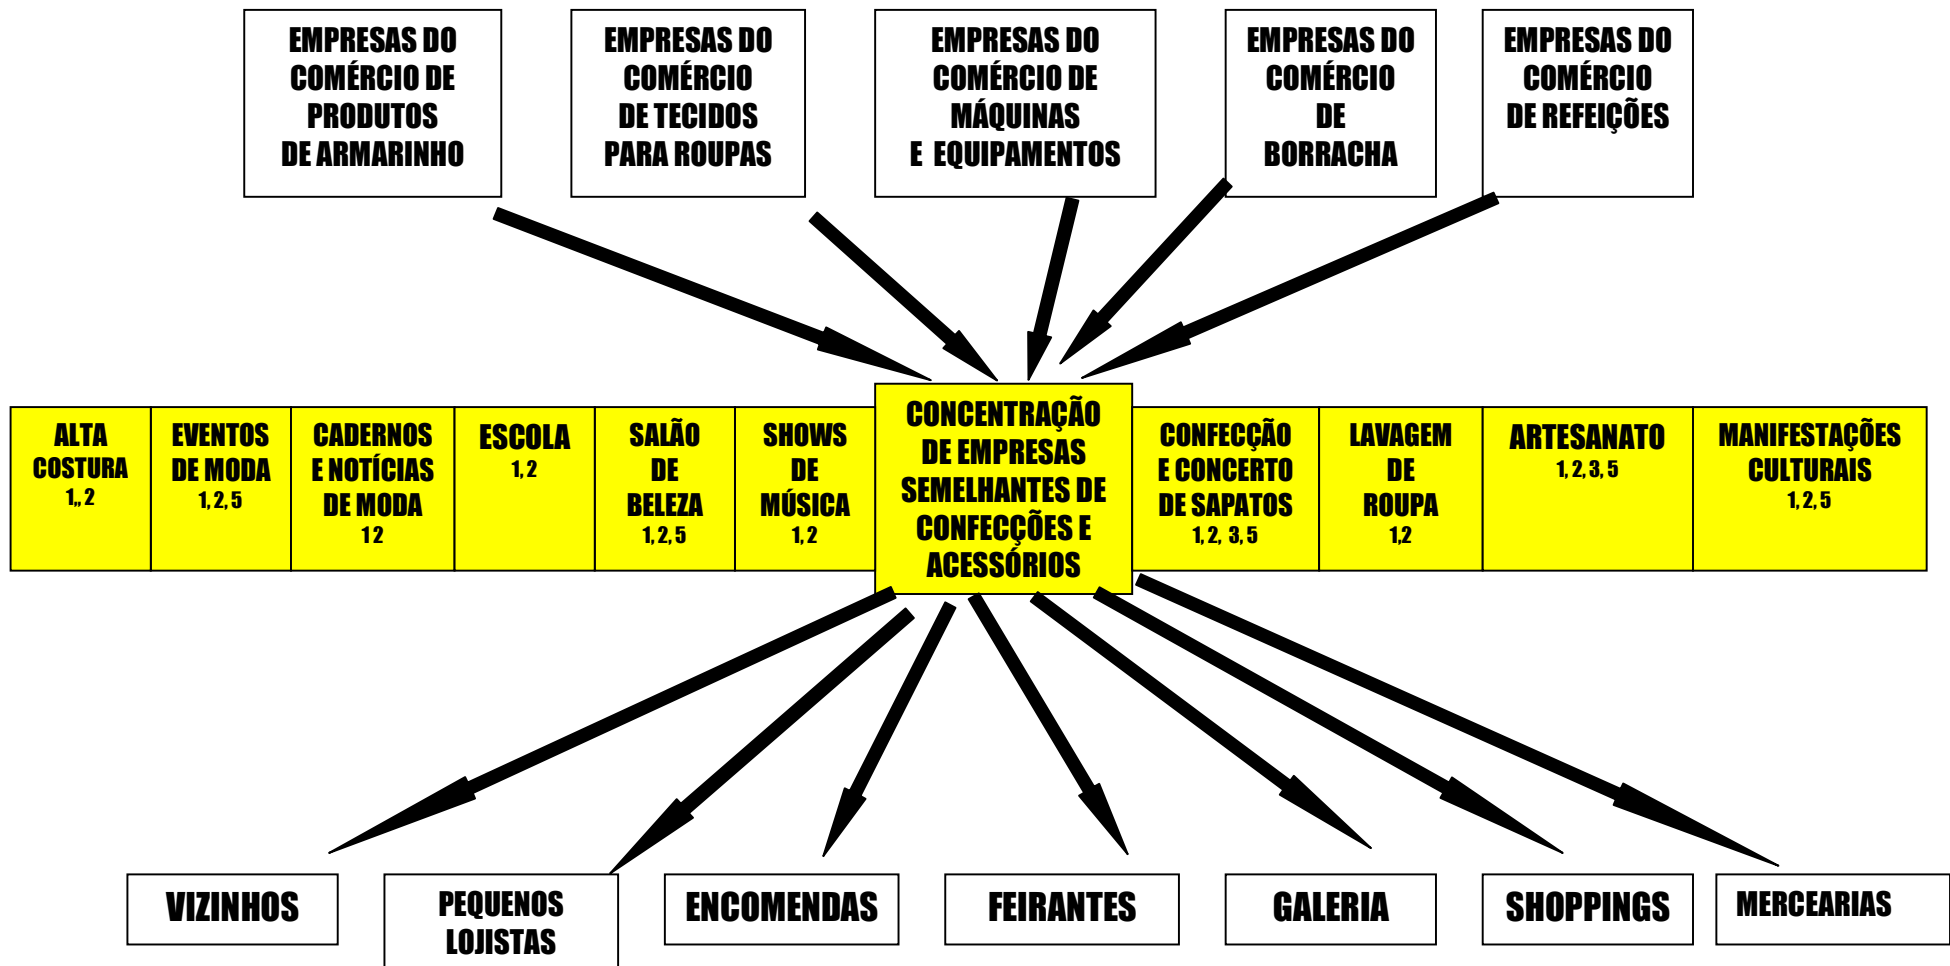 EMPRESAS DO
COMÉRCIO DE
PRODUTOS
DE ARMARINHO
EMPRESAS DO
COMÉRCIO
DE TECIDOS
PARA ROUPAS
EMPRESAS DO
COMÉRCIO DE
MÁQUINAS
E EQUIPAMENTOS
EMPRESAS DO
COMÉRCIO
DE
BORRACHA
EMPRESAS DO
COMÉRCIO
DE REFEIÇÕES
ALTA
COSTURA
1,, 2
EVENTOS
DE MODA
1, 2, 5
CADERNOS
E NOTÍCIAS
DE MODA
1 2
ESCOLA
1, 2
SALÃO
DE
BELEZA
1, 2, 5
SHOWS
DE
MÚSICA
1, 2
CONCENTRAÇÃO
DE EMPRESAS
SEMELHANTES DE
CONFECÇÕES E
ACESSÓRIOS
CONFECÇÃO
E CONCERTO
DE SAPATOS
1, 2, 3, 5
LAVAGEM
DE
ROUPA
1,2
ARTESANATO
1, 2, 3, 5
MANIFESTAÇÕES
CULTURAIS
1, 2, 5
VIZINHOS
PEQUENOS
LOJISTAS
ENCOMENDAS
FEIRANTES
GALERIA
SHOPPINGS
MERCEARIAS